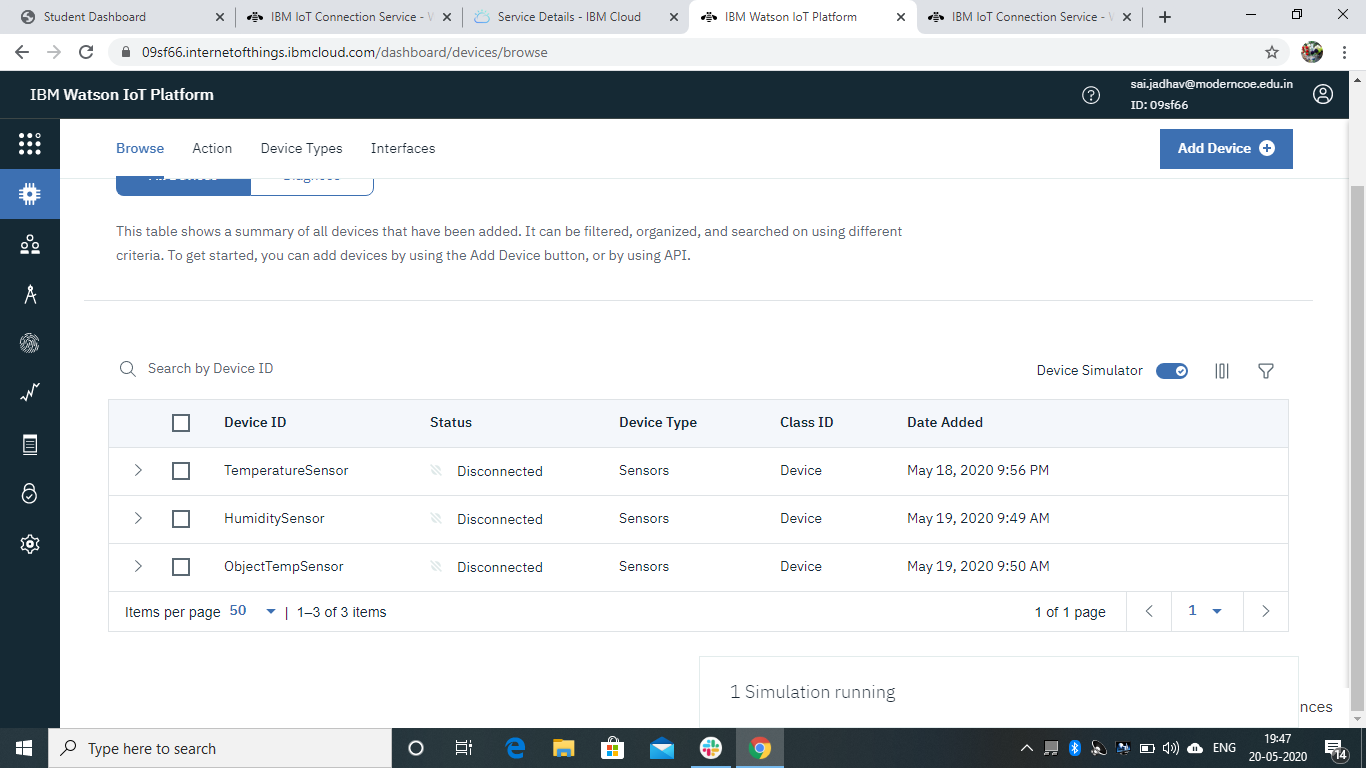 Student Dashboard
IBM IoT Connection Service - W
Service Details - IBM Cloud
IBM Watson IoT Platform
IBM IoT Connection Service - W
09sf66.internetofthings.ibmcloud.com/dashboard/devices/browse
IBM Watson IoT Platform
sai.jadhav@moderncoe.edu.in
ID: 09sf66
Browse Action Device Types Interfaces
Add Device
This table shows a summary of all devices that have been added. It can be filtered, organized, and searched on using different
criteria. To get started, you can add devices by using the Add Device button, or by using API.
Search by Device ID
Device Simulator
Device ID Status Device Type Class ID Date Added
TemperatureSensor Disconnected Sensors Device May 18, 2020 9:56 PM
HumiditySensor Disconnected Sensors Device May 19, 2020 9:49 AM
ObjectTempSensor Disconnected Sensors Device May 19, 2020 9:50 AM
Items per page 50 | 1–3 of 3 items
1 of 1 page
1
1 Simulation running
nces
Type here to search
ENG
19:47
20-05-2020
14